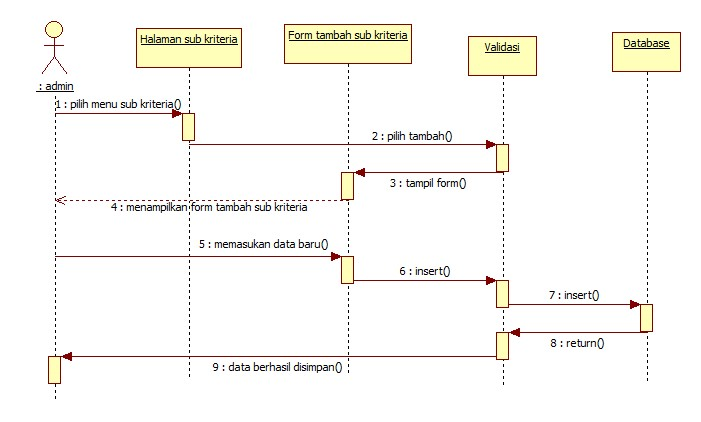 Halaman sub kriteria
Form tambah sub kriteria
Validasi
Database
: admin
1 : pilih menu sub kriteria()
2 : pilih tambah()
3 : tampil form()
4 : menampilkan form tambah sub kriteria
5 : memasukan data baru()
6 : insert()
7 : insert()
8 : return()
9 : data berhasil disimpan()